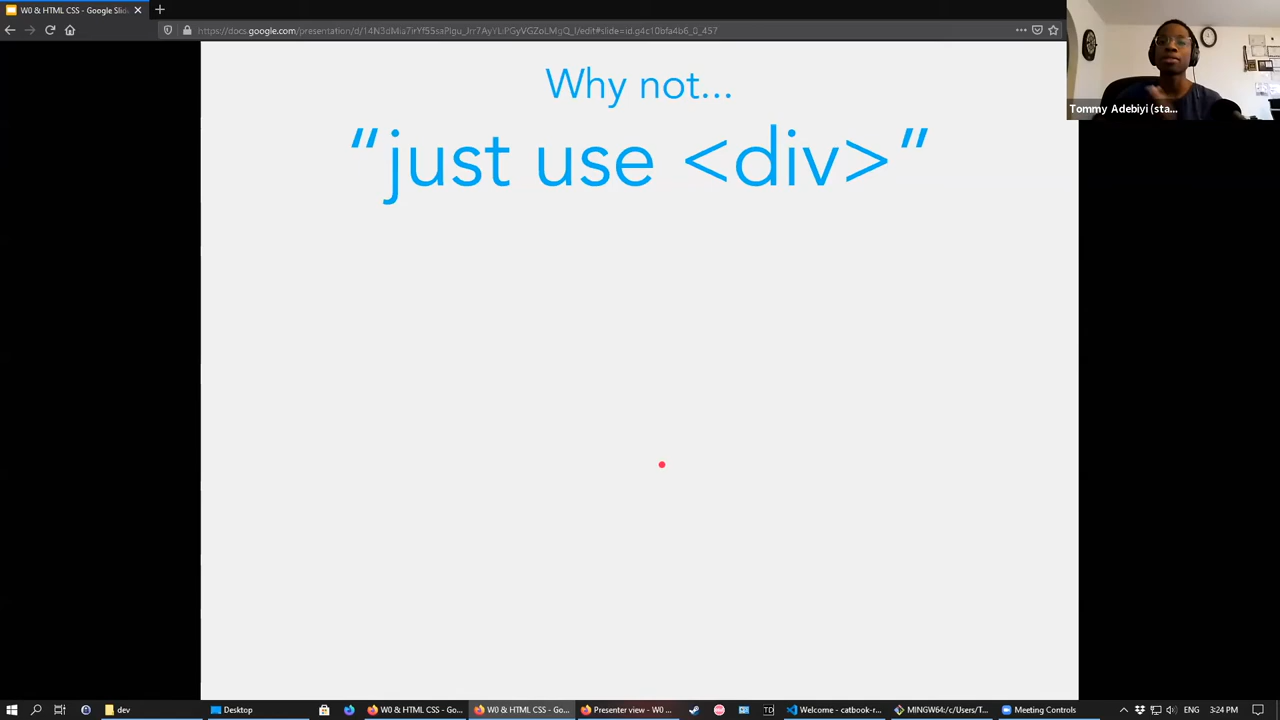 W0 & HTML CSS - Google Slid
Tommy Adebiyi (sta...
Why not...
“just use <div>”
dev
Desktop
W0 & HTML CSS - Go...
W0 & HTML CSS - Go...
Presenter view - W0 ...
TD
Welcome - catbook-r...
MINGW64:/c/Users/T...
Meeting Controls
ENG
3:24 PM